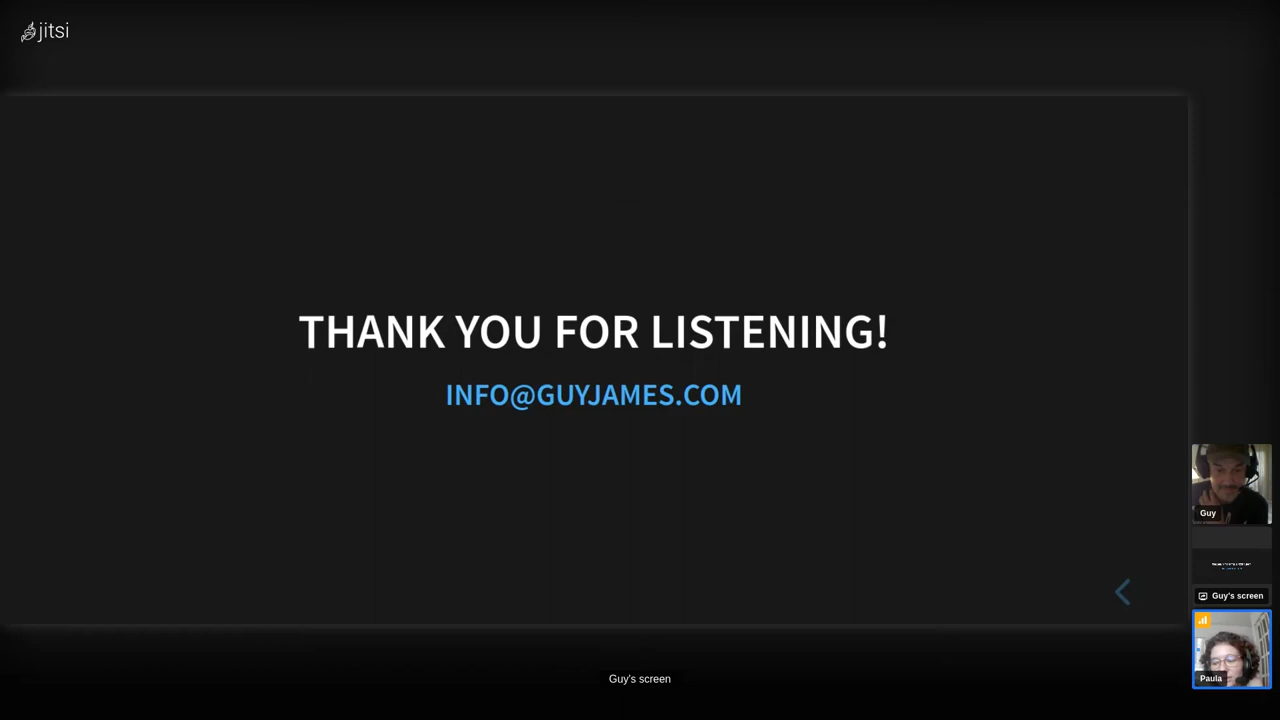 jitsi
THANK YOU FOR LISTENING!
INFO@GUYJAMES.COM
Guy
Guy's screen
Paula
Guy's screen